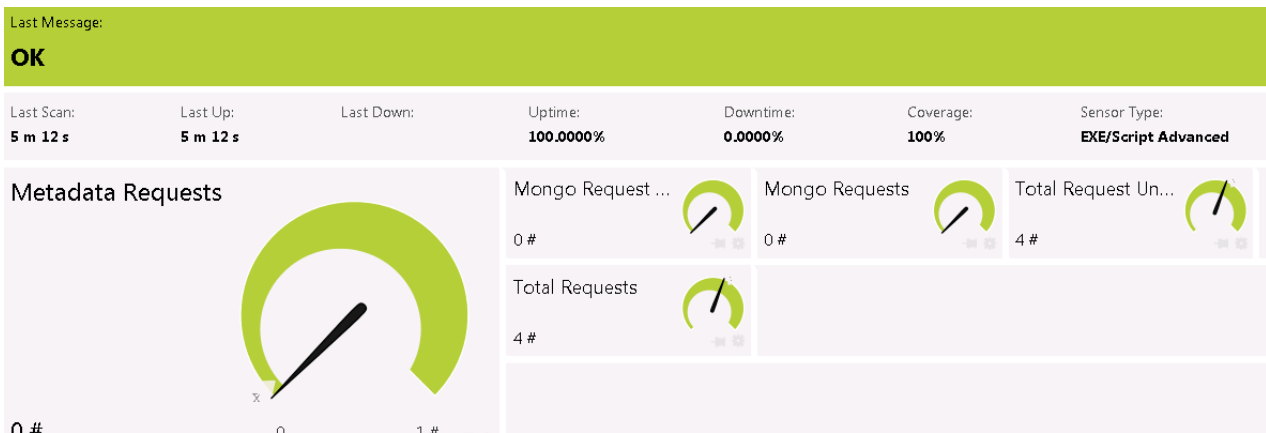 Last Message:
OK
Last Scan: Last Up: Last Down: Uptime: Downtime: Coverage: Sensor Type:
5 m 12 s 5 m 12 s 100.0000% 0.0000% 100% EXE/Script Advanced
Metadata Requests
0 #
0 1 #
Mongo Request ...
0 #
Mongo Requests
0 #
Total Request Un...
4 #
Total Requests
4 #